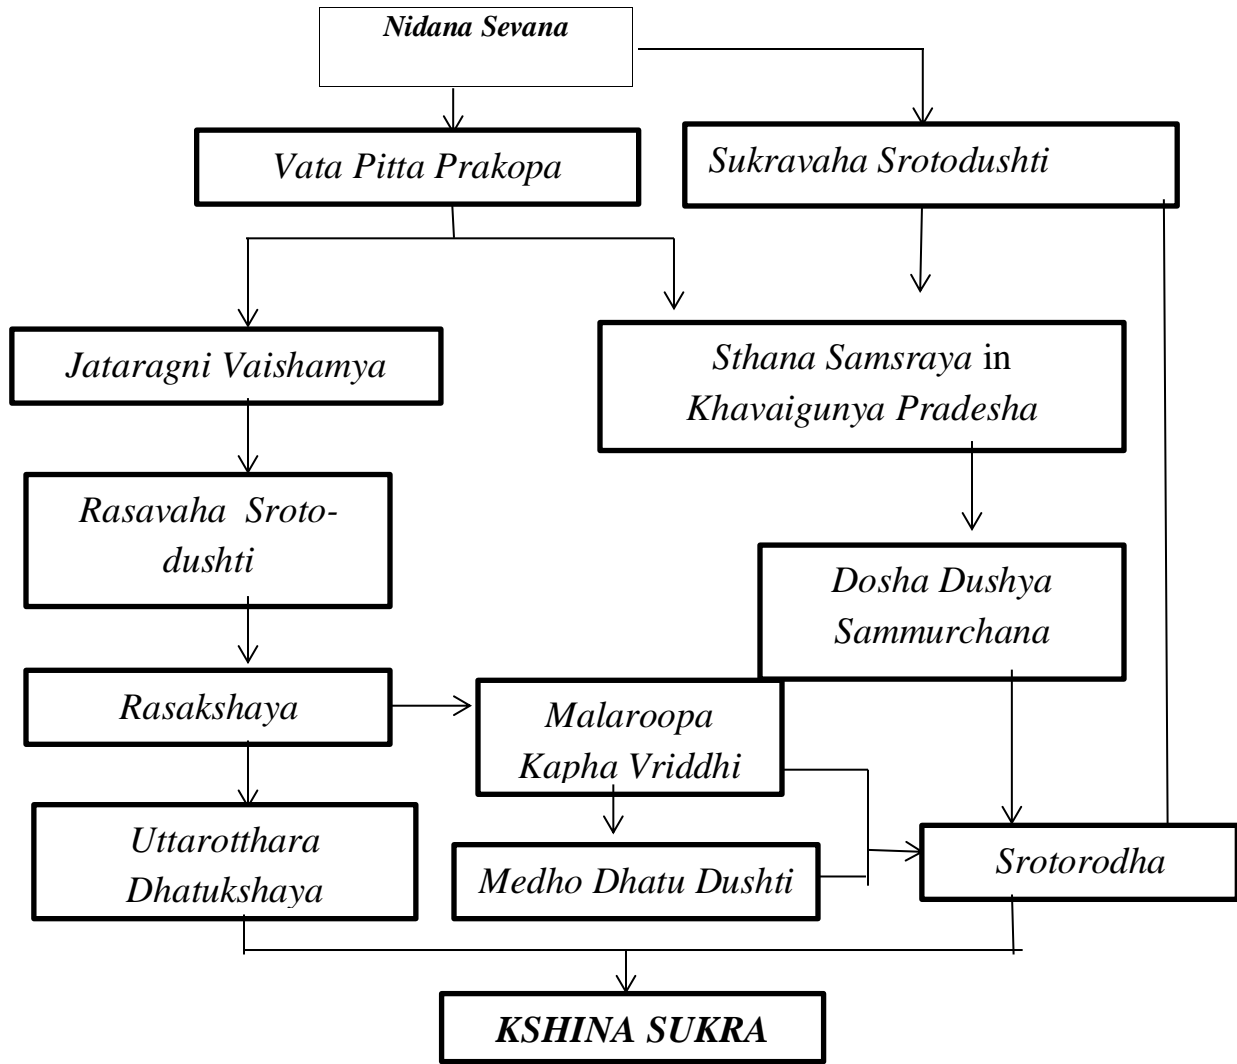 Nidana Sevana
Vata Pitta Prakopa
Sukravaha Srotodushti
Jataragni Vaishamya
Sthana Samsraya in
Khavaigunya Pradesha
Rasavaha Sroto-
dushti
Dosha Dushya
Sammurchana
Rasakshaya
Malaroopa
Kapha Vriddhi
Uttarotthara
Dhatukshaya
Medho Dhatu Dushti
Srotorodha
KSHINA SUKRA